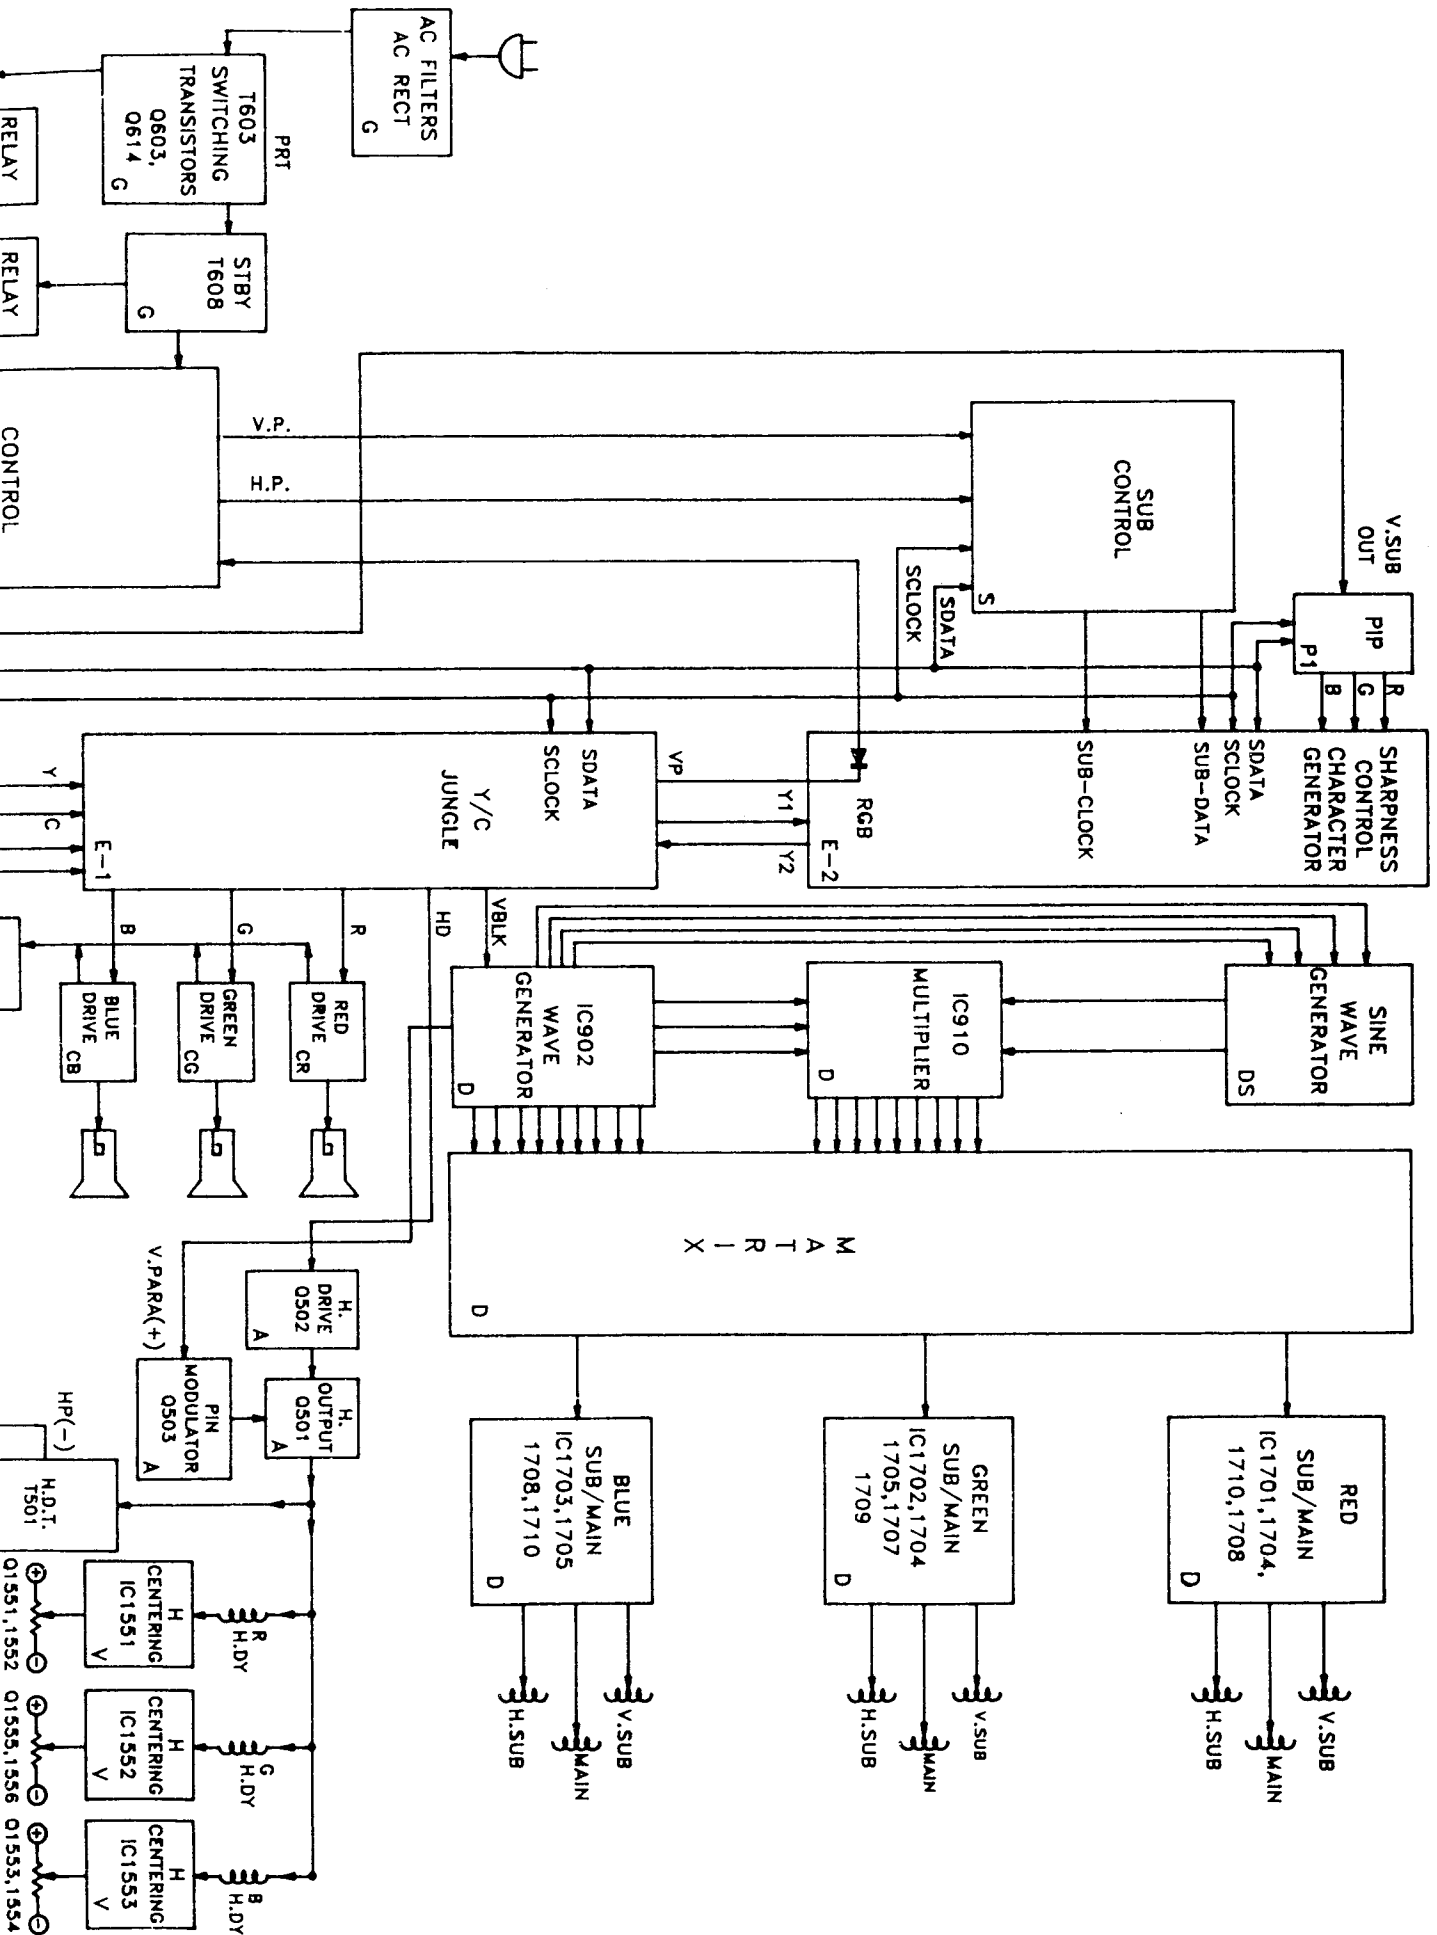 AC FILTERS
AC RECT
G
T603
SWITCHING
TRANSISTORS
Q603,
Q614
G
PRT
RELAY
STBY
T608
G
RELAY
CONTROL
V.P.
H.P.
SUB
CONTROL
S
SCLOCK
SDATA
V.SUB
OUT
PIP
P1
R
G
B
SHARPNESS
CONTROL
CHARACTER
GENERATOR
SDATA
SCLOCK
SUB-DATA
SUB-CLOCK
RGB
E-2
VP
Y1
Y2
SDATA
SCLOCK
Y/C
JUNGLE
E-1
Y
C
VBLK
HD
R
G
B
RED
DRIVE
CR
GREEN
DRIVE
CG
BLUE
DRIVE
CB
SINE
WAVE
GENERATOR
DS
IC910
MULTIPLIER
D
IC902
WAVE
GENERATOR
D
MATRIX
D
V.PARA(+)
H.
DRIVE
Q502
A
H.
OUTPUT
Q501
A
PIN
MODULATOR
Q503
A
HP(-)
H.D.T.
T501
RED
SUB/MAIN
IC1701,1704,
1710,1708
D
V.SUB
MAIN
H.SUB
GREEN
SUB/MAIN
IC1702,1704
1705,1707
1709
D
V.SUB
MAIN
H.SUB
BLUE
SUB/MAIN
IC1703,1705
1708,1710
D
V.SUB
MAIN
H.SUB
R
H.DY
H
CENTERING
IC1551
V
Q1551,1552
G
H.DY
H
CENTERING
IC1552
V
Q1555,1556
B
H.DY
H
CENTERING
IC1553
V
Q1553,1554